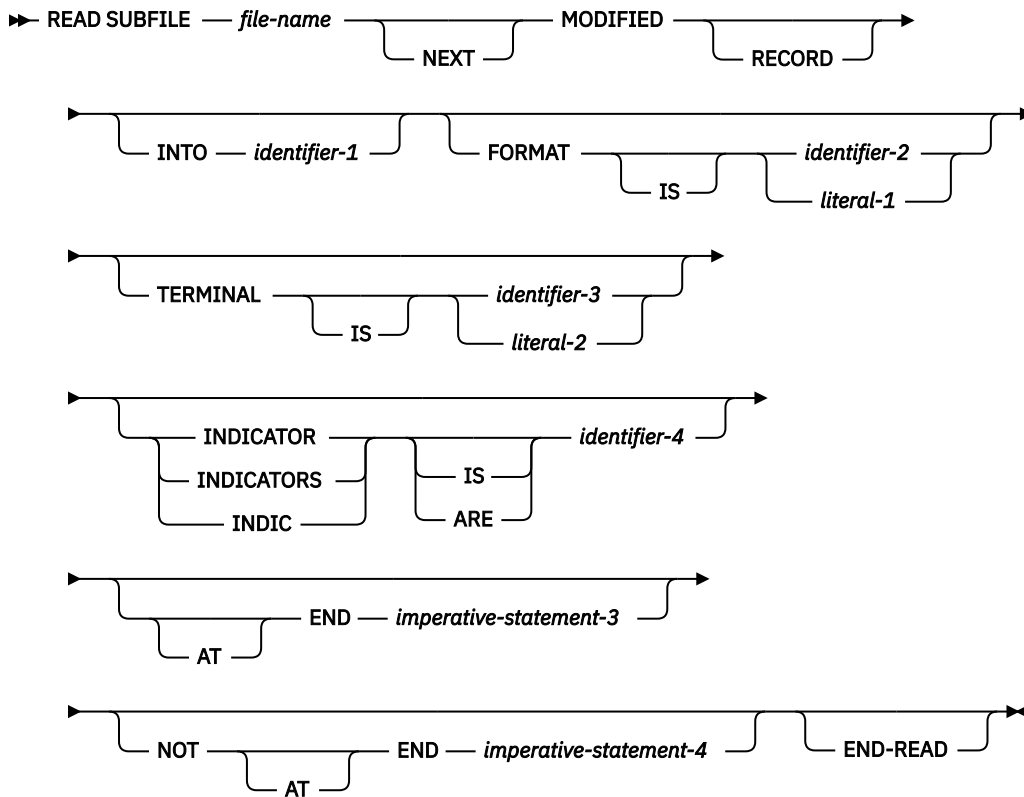 READ SUBFILE file-name MODIFIED
NEXT RECORD
INTO identifier-1 FORMAT identifier-2
IS literal-1
TERMINAL identifier-3
IS literal-2
INDICATOR identifier-4
INDICATORS IS
INDIC ARE
END imperative-statement-3
AT
NOT END imperative-statement-4 END-READ
AT